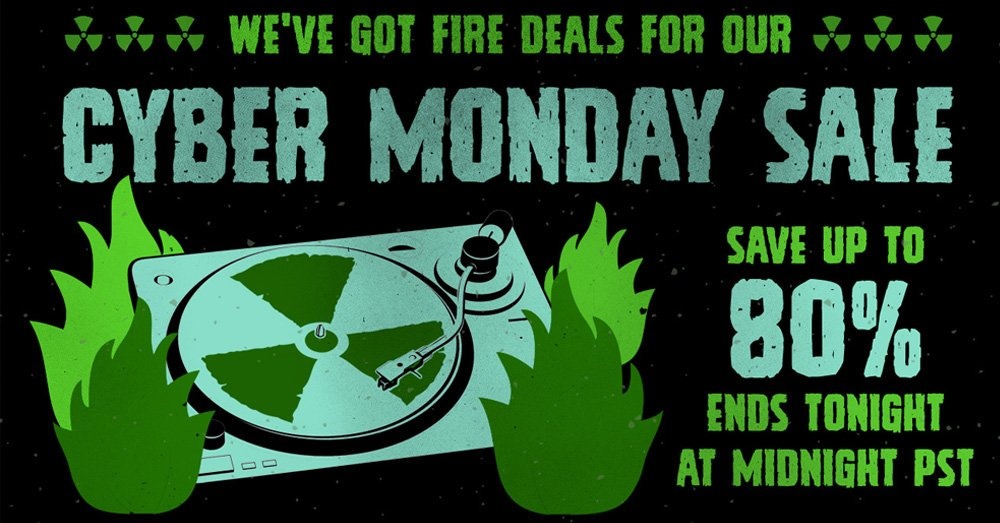 WE'VE GOT FIRE DEALS FOR OUR
CYBER MONDAY SALE
SAVE UP TO
80%
ENDS TONIGHT
AT MIDNIGHT PST